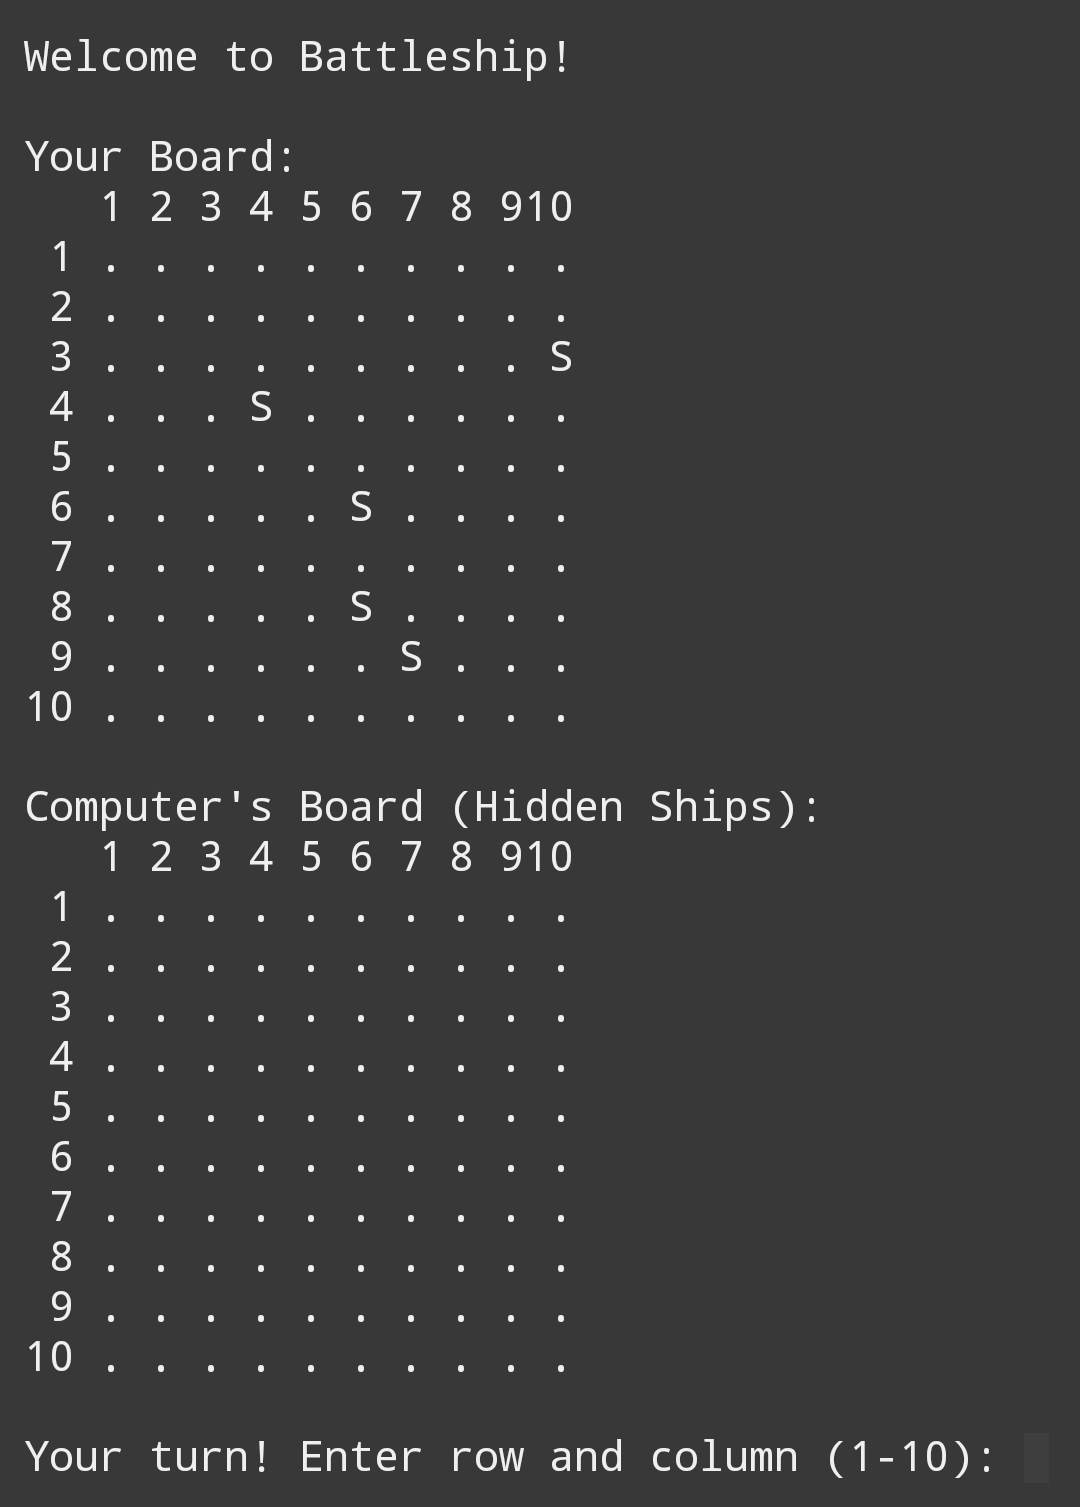 Welcome to Battleship!
Your Board:
   1 2 3 4 5 6 7 8 910
 1 . . . . . . . . . .
 2 . . . . . . . . . .
 3 . . . . . . . . . S
 4 . . . S . . . . . .
 5 . . . . . . . . . .
 6 . . . . . S . . . .
 7 . . . . . . . . . .
 8 . . . . . S . . . .
 9 . . . . . . S . . .
10 . . . . . . . . . .
Computer's Board (Hidden Ships):
   1 2 3 4 5 6 7 8 910
 1 . . . . . . . . . .
 2 . . . . . . . . . .
 3 . . . . . . . . . .
 4 . . . . . . . . . .
 5 . . . . . . . . . .
 6 . . . . . . . . . .
 7 . . . . . . . . . .
 8 . . . . . . . . . .
 9 . . . . . . . . . .
10 . . . . . . . . . .
Your turn! Enter row and column (1-10):